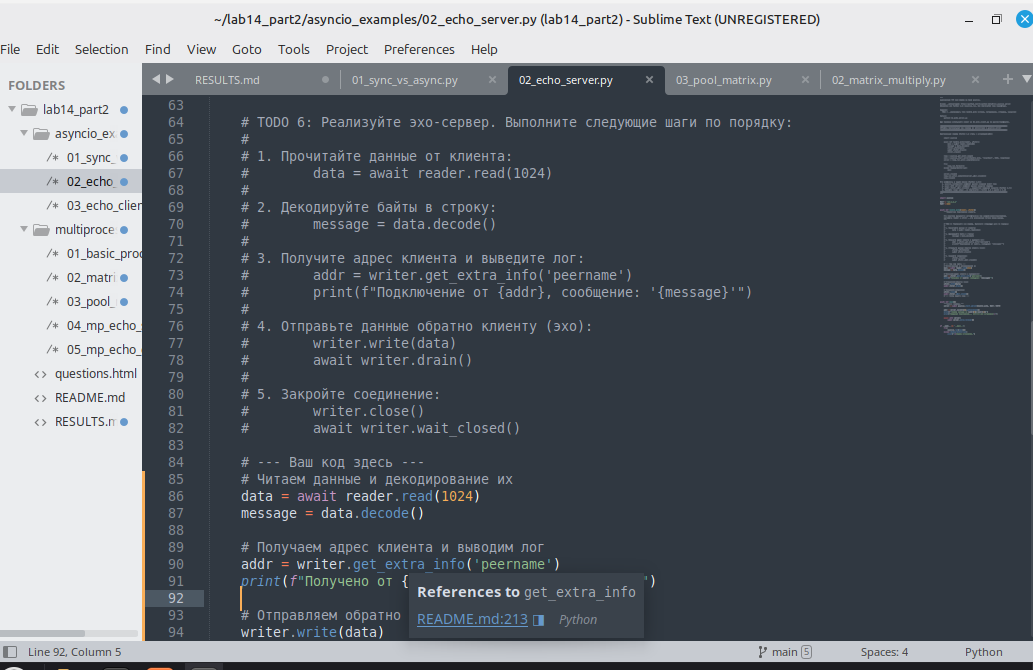 ~/lab14_part2/asyncio_examples/02_echo_server.py (lab14_part2) - Sublime Text (UNREGISTERED)
File Edit Selection Find View Goto Tools Project Preferences Help
FOLDERS
lab14_part2
asyncio_ex
/* 01_sync_
/* 02_echo_
/* 03_echo_clier
multiproce
/* 01_basic_proc
/* 02_matri
/* 03_pool_
/* 04_mp_echo_
/* 05_mp_echo_
<> questions.html
<> README.md
<> RESULTS.m
RESULTS.md 01_sync_vs_async.py 02_echo_server.py 03_pool_matrix.py 02_matrix_multiply.py
63
64 # TODO 6: Реализуйте эхо-сервер. Выполните следующие шаги по порядку:
65 #
66 # 1. Прочитайте данные от клиента:
67 #        data = await reader.read(1024)
68 #
69 # 2. Декодируйте байты в строку:
70 #        message = data.decode()
71 #
72 # 3. Получите адрес клиента и выведите лог:
73 #        addr = writer.get_extra_info('peername')
74 #        print(f"Подключение от {addr}, сообщение: '{message}'")
75 #
76 # 4. Отправьте данные обратно клиенту (эхо):
77 #        writer.write(data)
78 #        await writer.drain()
79 #
80 # 5. Закройте соединение:
81 #        writer.close()
82 #        await writer.wait_closed()
83
84 # --- Ваш код здесь ---
85 # Читаем данные и декодирование их
86 data = await reader.read(1024)
87 message = data.decode()
88
89 # Получаем адрес клиента и выводим лог
90 addr = writer.get_extra_info('peername')
91 print(f"Получено от { ")
92
93 # Отправляем обратно
94 writer.write(data)
References to get_extra_info
README.md:213 Python
Line 92, Column 5 main 5 Spaces: 4 Python